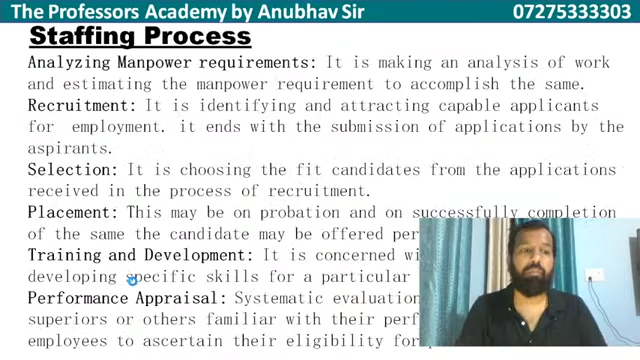 The Professors Academy by Anubhav Sir 07275333303
Staffing Process
Analyzing Manpower requirements: It is making an analysis of work
and estimating the manpower requirement to accomplish the same.
Recruitment: It is identifying and attracting capable applicants
for employment. it ends with the submission of applications by the
aspirants.
Selection: It is choosing the fit candidates from the applications
received in the process of recruitment.
Placement: This may be on probation and on successfully completion
of the same the candidate may be offered per
Training and Development: It is concerned wi
developing specific skills for a particular
Performance Appraisal: Systematic evaluation
superiors or others familiar with their perf
employees to ascertain their eligibility for